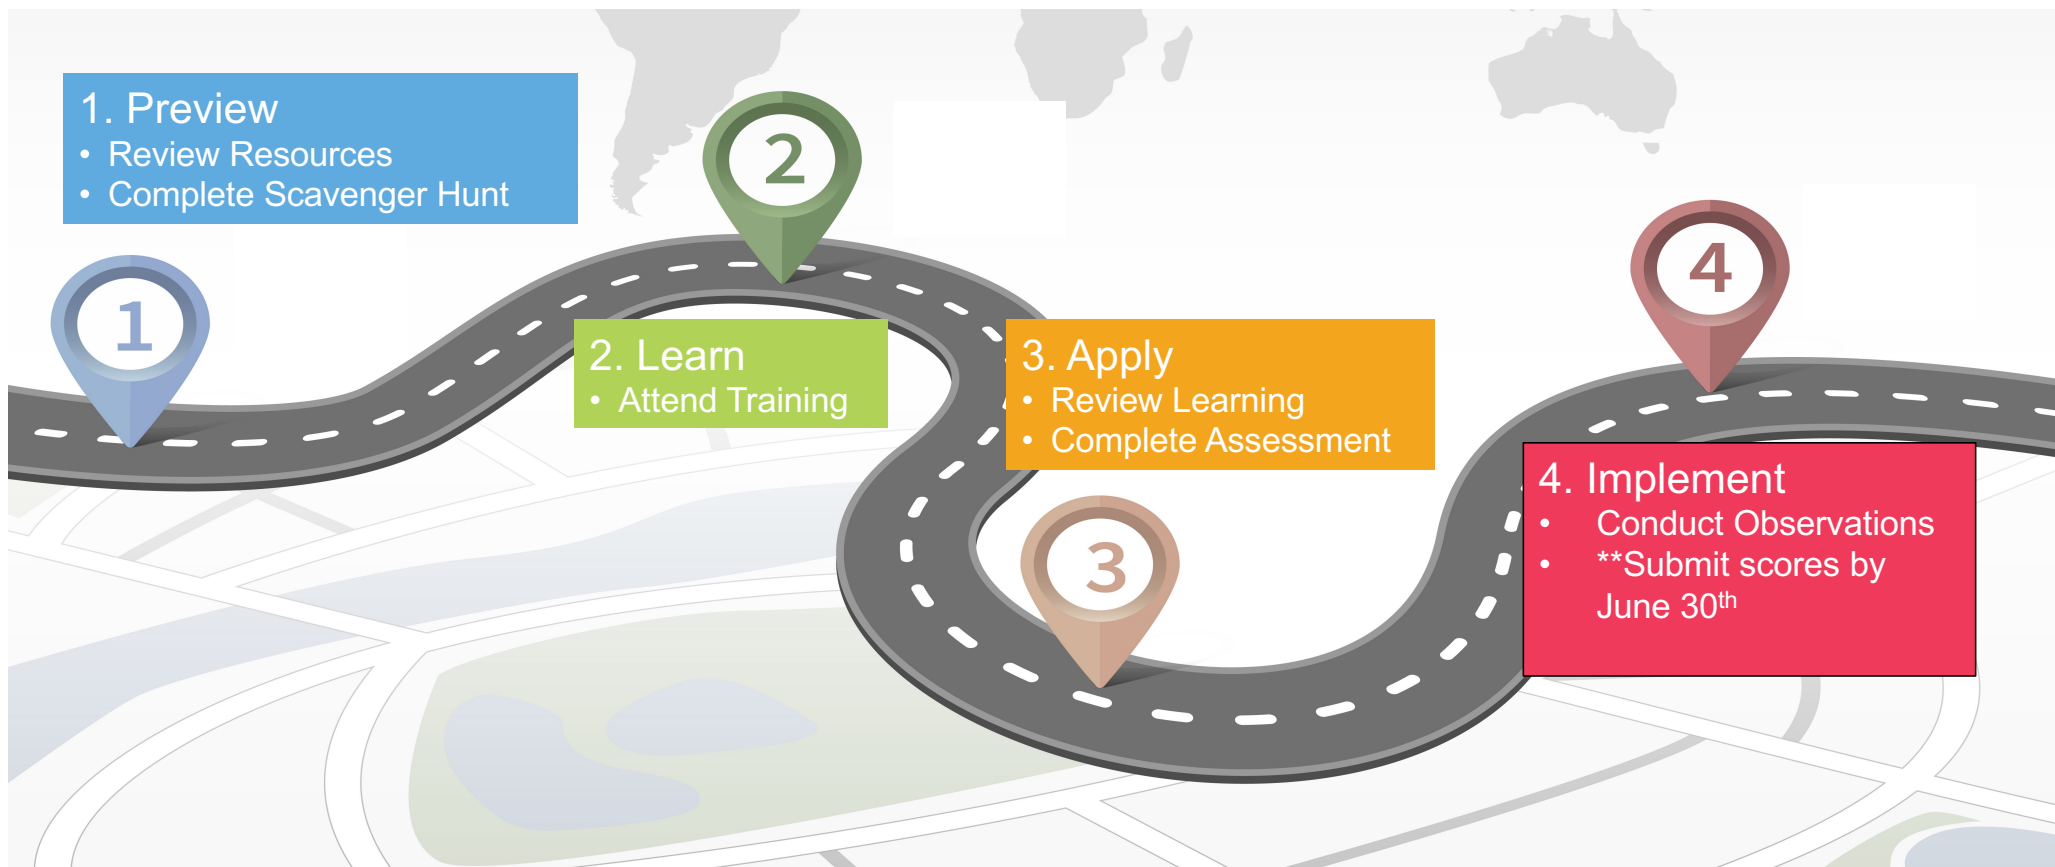 1. Preview
• Review Resources
• Complete Scavenger Hunt
1
2
2. Learn
• Attend Training
3. Apply
• Review Learning
• Complete Assessment
3
4
4. Implement
• Conduct Observations
• **Submit scores by
June 30th